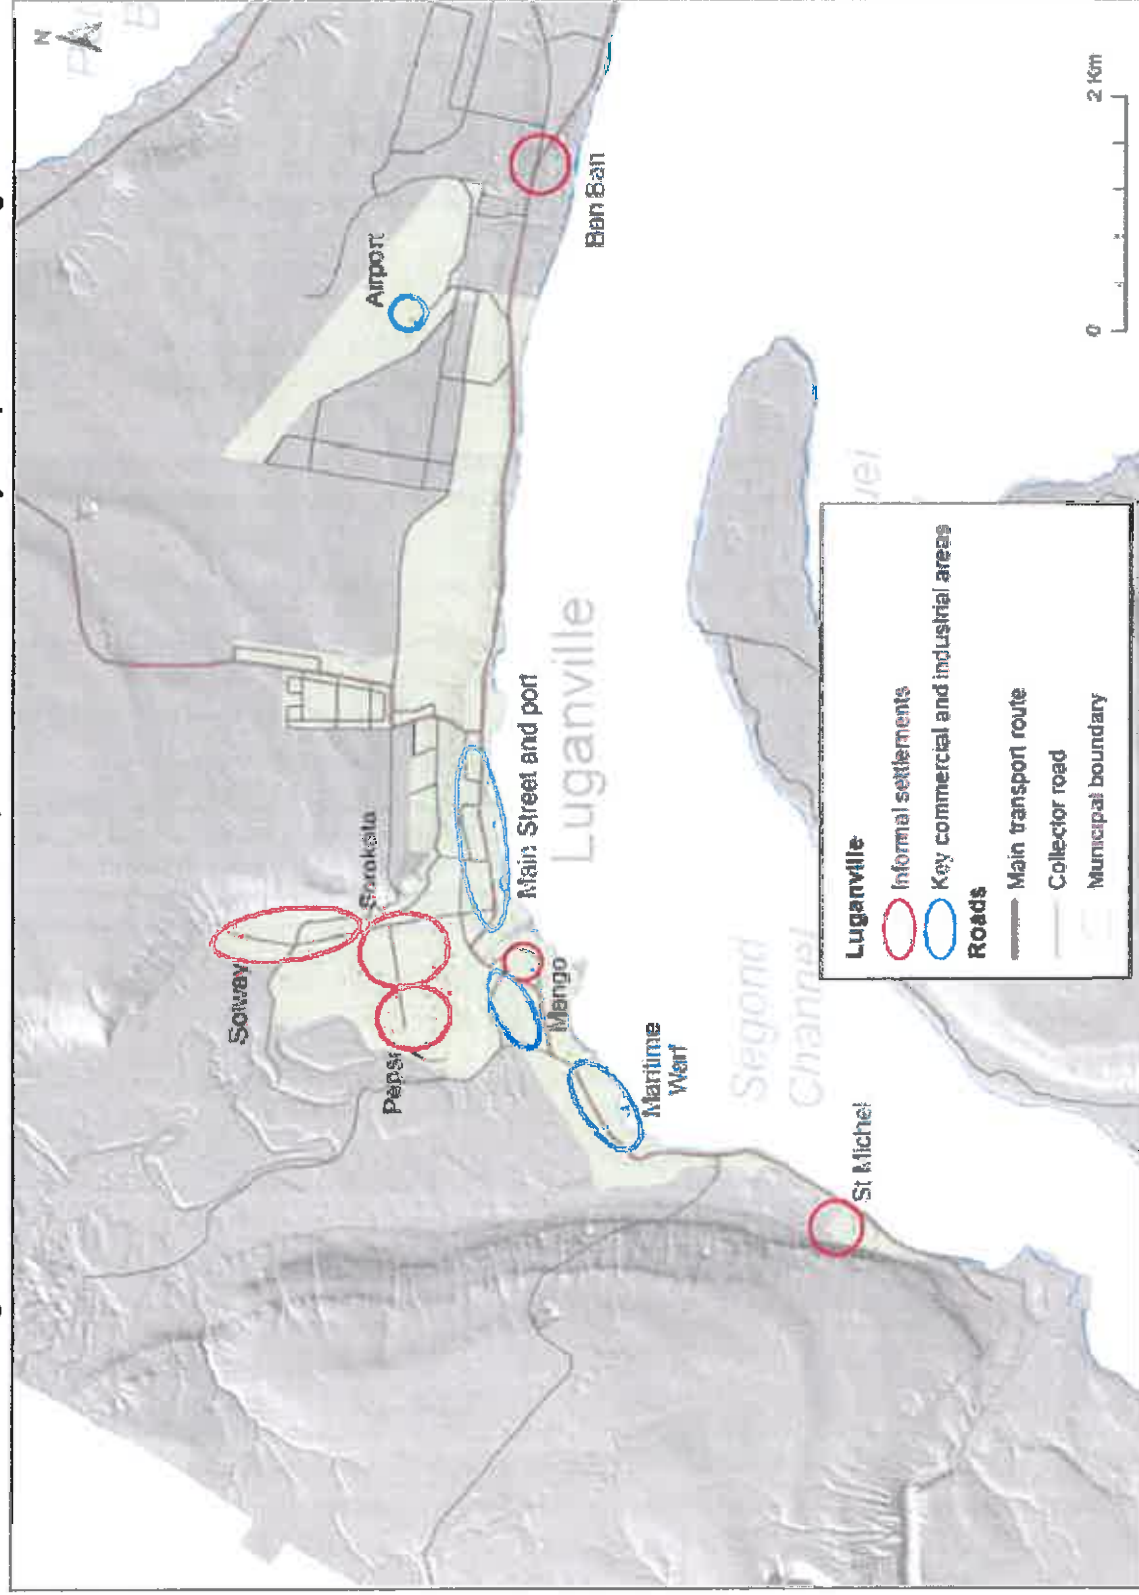 N
Airport
Ban Ban
Solway
Sarakata
Main Street and port
Luganville
Mango
Maritime
Warf
Segond
Channel
St Michel
Luganville
Informal settlements
Key commercial and industrial areas
Roads
Main transport route
Collector road
Municipal boundary
0
2 Km